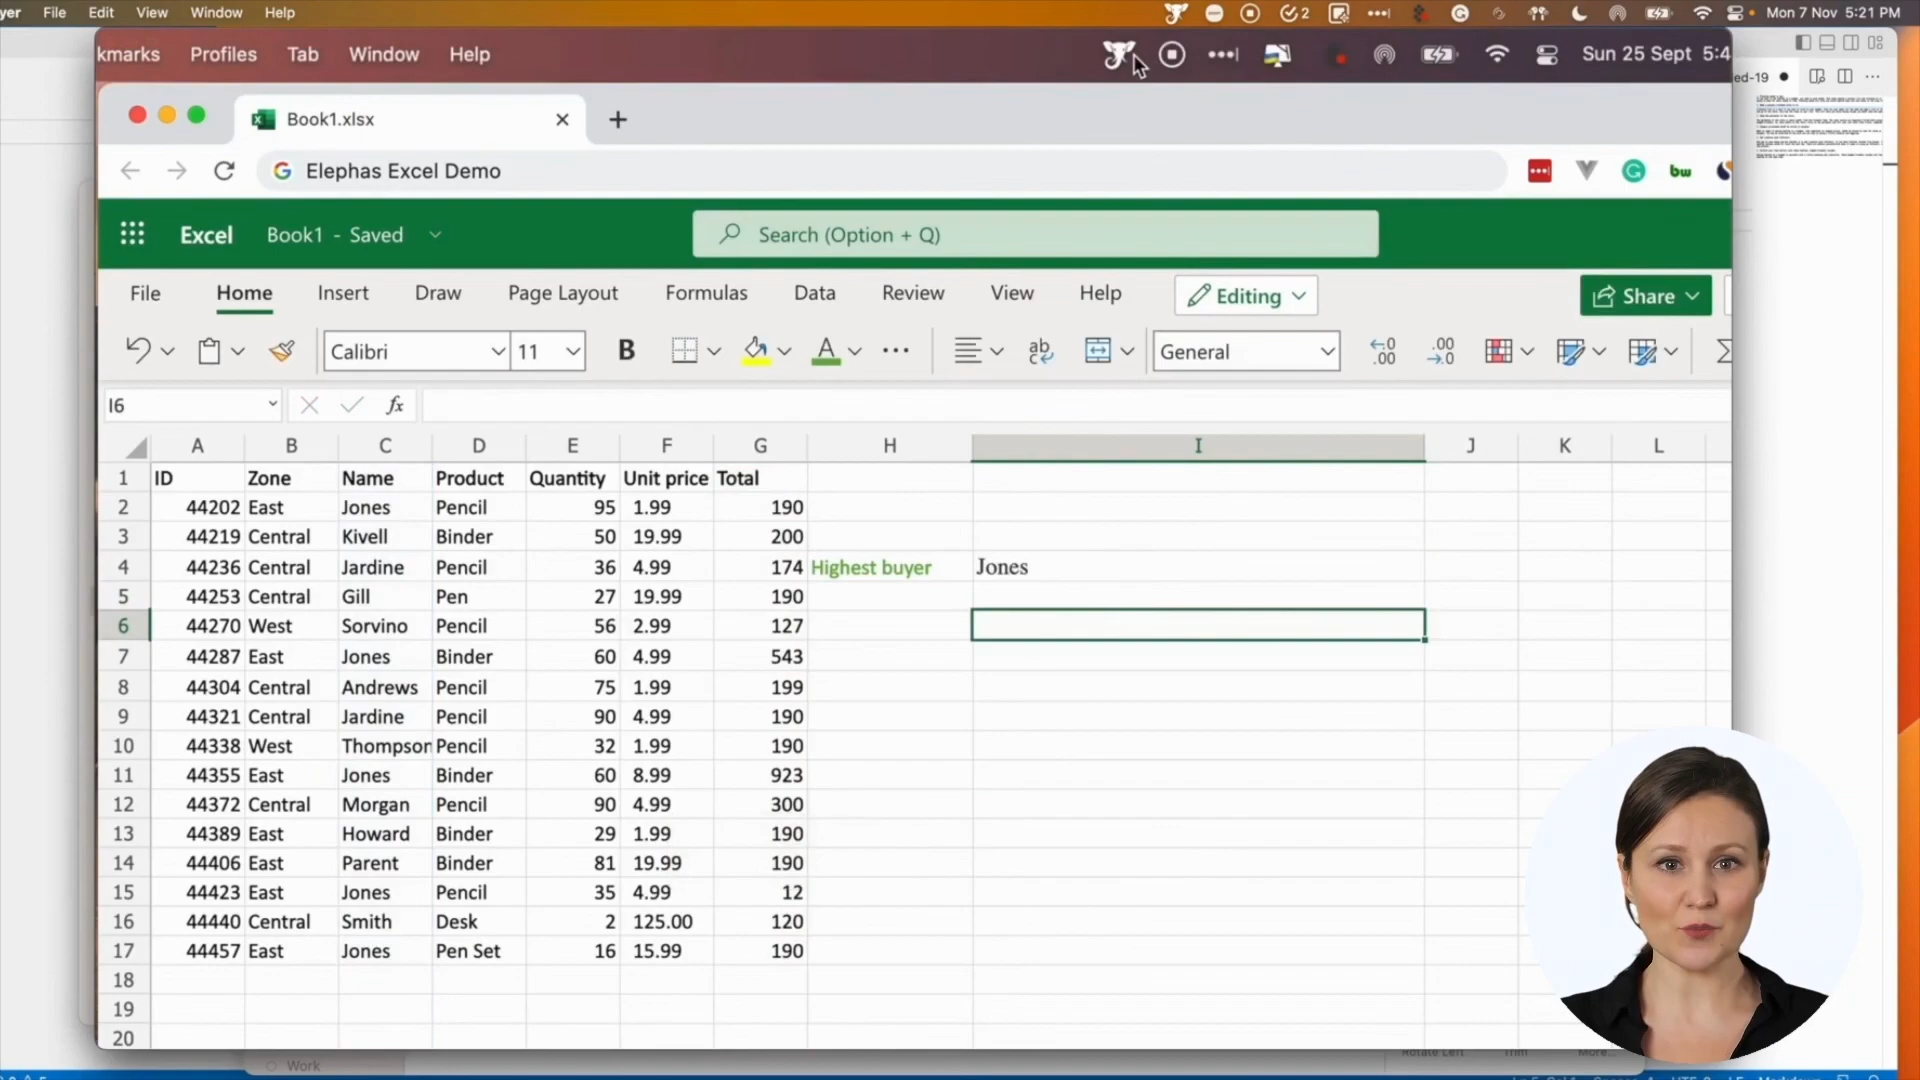 yer File Edit View Window Help 2 Mon 7 Nov 5:21 PM
kmarks Profiles Tab Window Help Sun 25 Sept 5:4
ed-19
Book1.xlsx
Elephas Excel Demo bw
Excel Book1 - Saved Search (Option + Q)
File Home Insert Draw Page Layout Formulas Data Review View Help Editing Share
Calibri 11 B A ab General .00 .00
I6 fx
A B C D E F G H I J K L
1 ID Zone Name Product Quantity Unit price Total
2 44202 East Jones Pencil 95 1.99 190
3 44219 Central Kivell Binder 50 19.99 200
4 44236 Central Jardine Pencil 36 4.99 174 Highest buyer Jones
5 44253 Central Gill Pen 27 19.99 190
6 44270 West Sorvino Pencil 56 2.99 127
7 44287 East Jones Binder 60 4.99 543
8 44304 Central Andrews Pencil 75 1.99 199
9 44321 Central Jardine Pencil 90 4.99 190
10 44338 West Thompson Pencil 32 1.99 190
11 44355 East Jones Binder 60 8.99 923
12 44372 Central Morgan Pencil 90 4.99 300
13 44389 East Howard Binder 29 1.99 190
14 44406 East Parent Binder 81 19.99 190
15 44423 East Jones Pencil 35 4.99 12
16 44440 Central Smith Desk 2 125.00 120
17 44457 East Jones Pen Set 16 15.99 190
18
19
20
Work